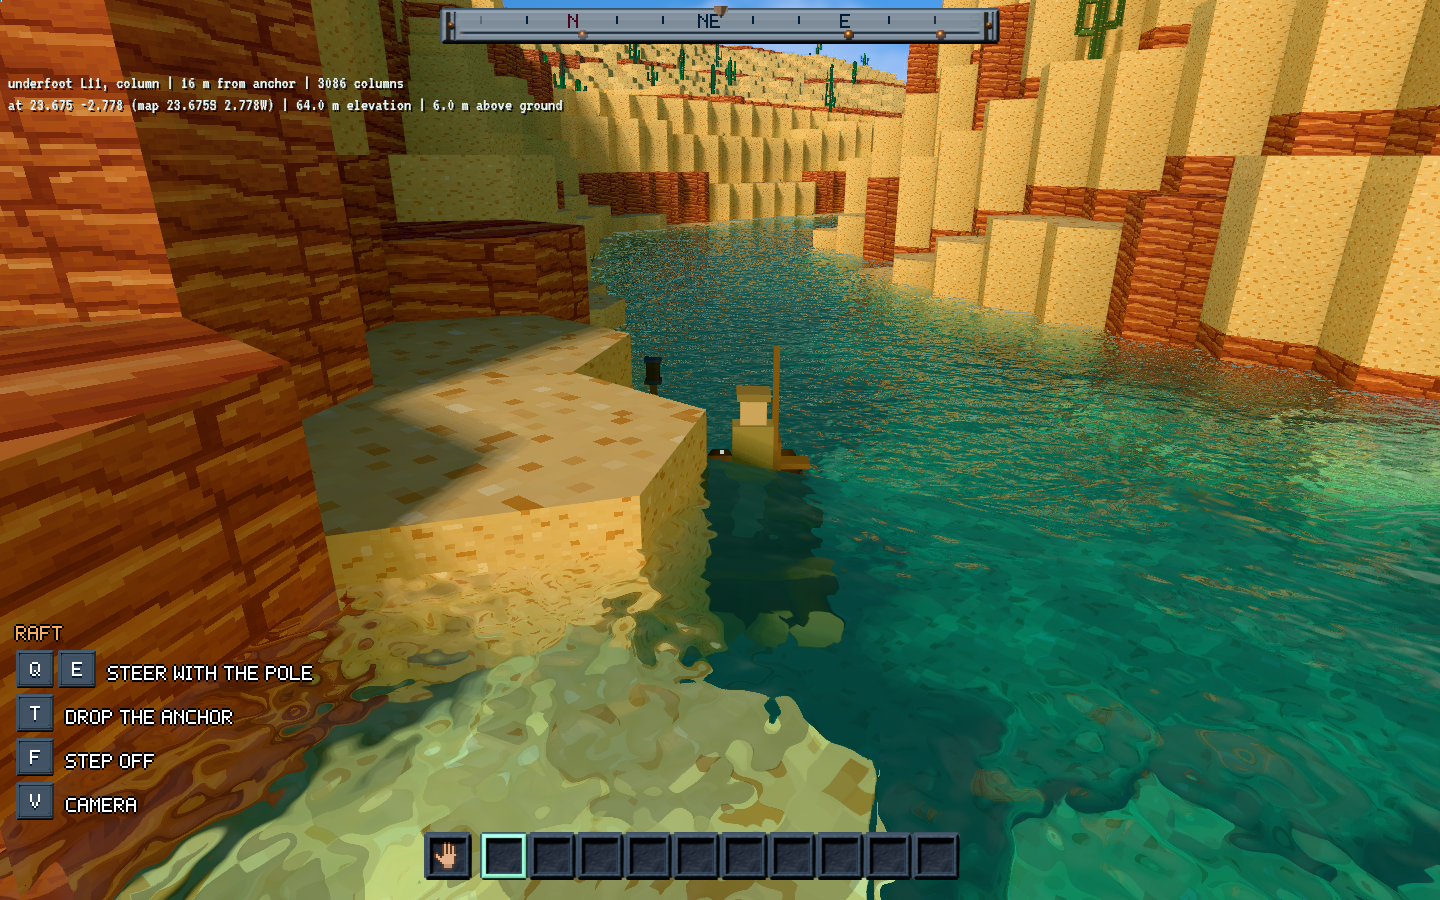 N NE E
underfoot L11, column | 16 m from anchor | 3086 columns
at 23.675 -2.778 (map 23.675S 2.778W) | 64.0 m elevation | 6.0 m above ground
RAFT
Q E STEER WITH THE POLE
T DROP THE ANCHOR
F STEP OFF
V CAMERA